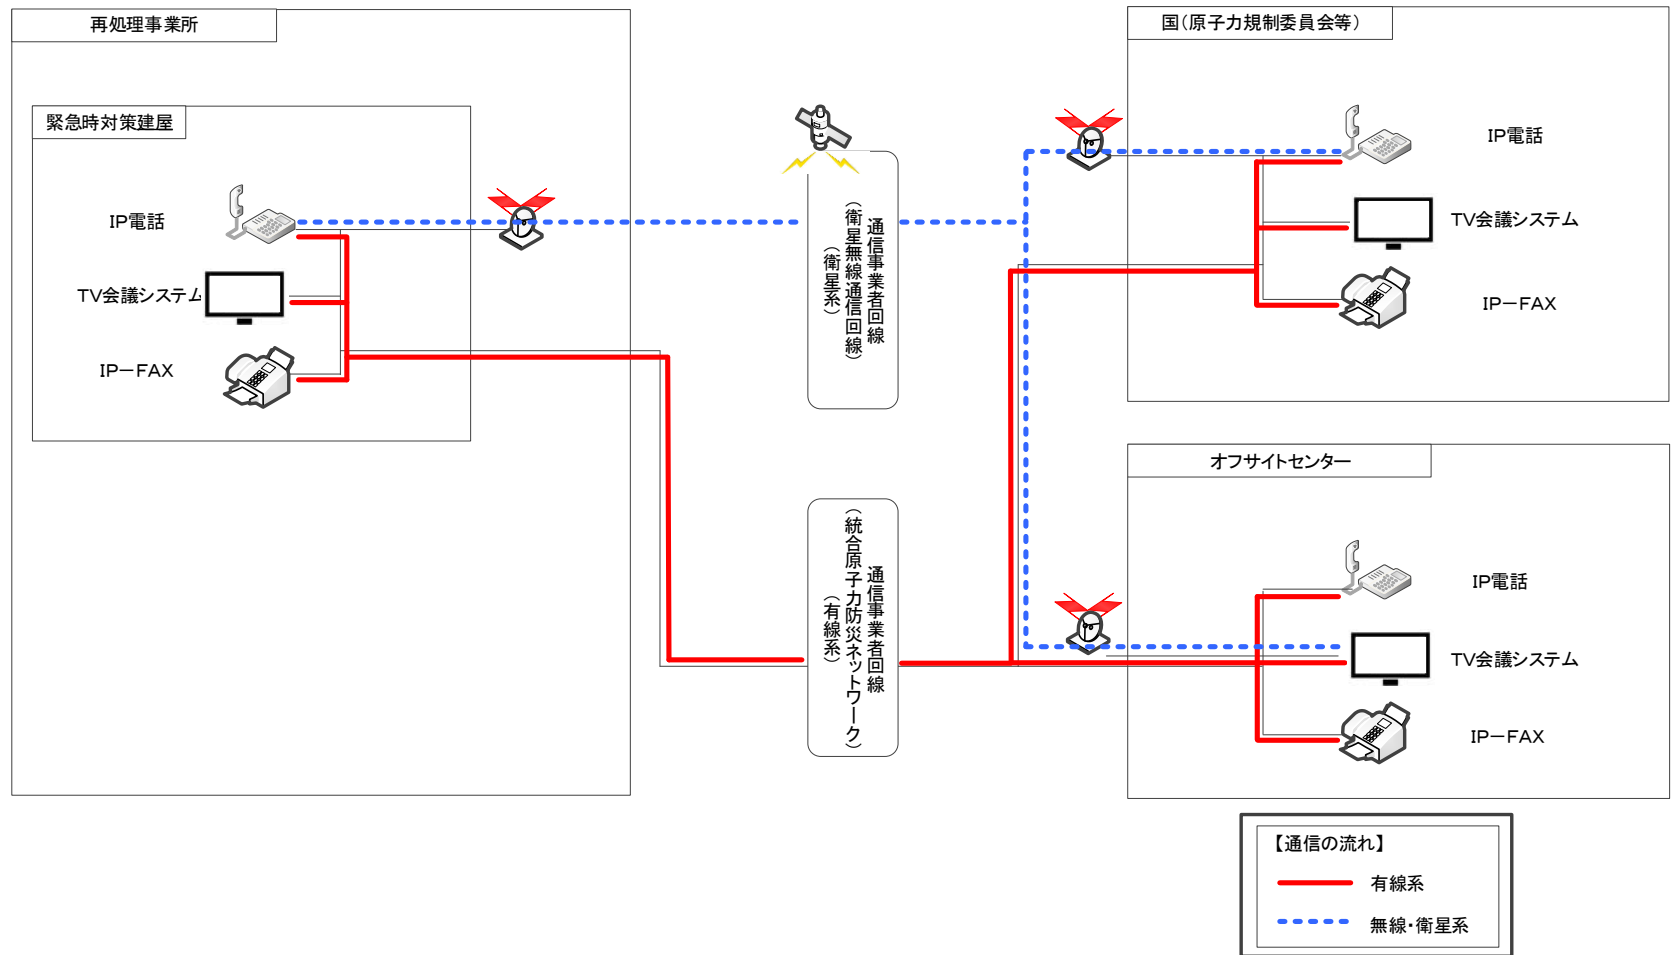 再処理事業所
緊急時対策建屋
IP電話
TV会議システム
IP-FAX
通信事業者回線
(衛星無線通信回線)
(衛星系)
通信事業者回線
(統合原子力防災ネットワーク)
(有線系)
国(原子力規制委員会等)
IP電話
TV会議システム
IP-FAX
オフサイトセンター
IP電話
TV会議システム
IP-FAX
【通信の流れ】
有線系
無線・衛星系